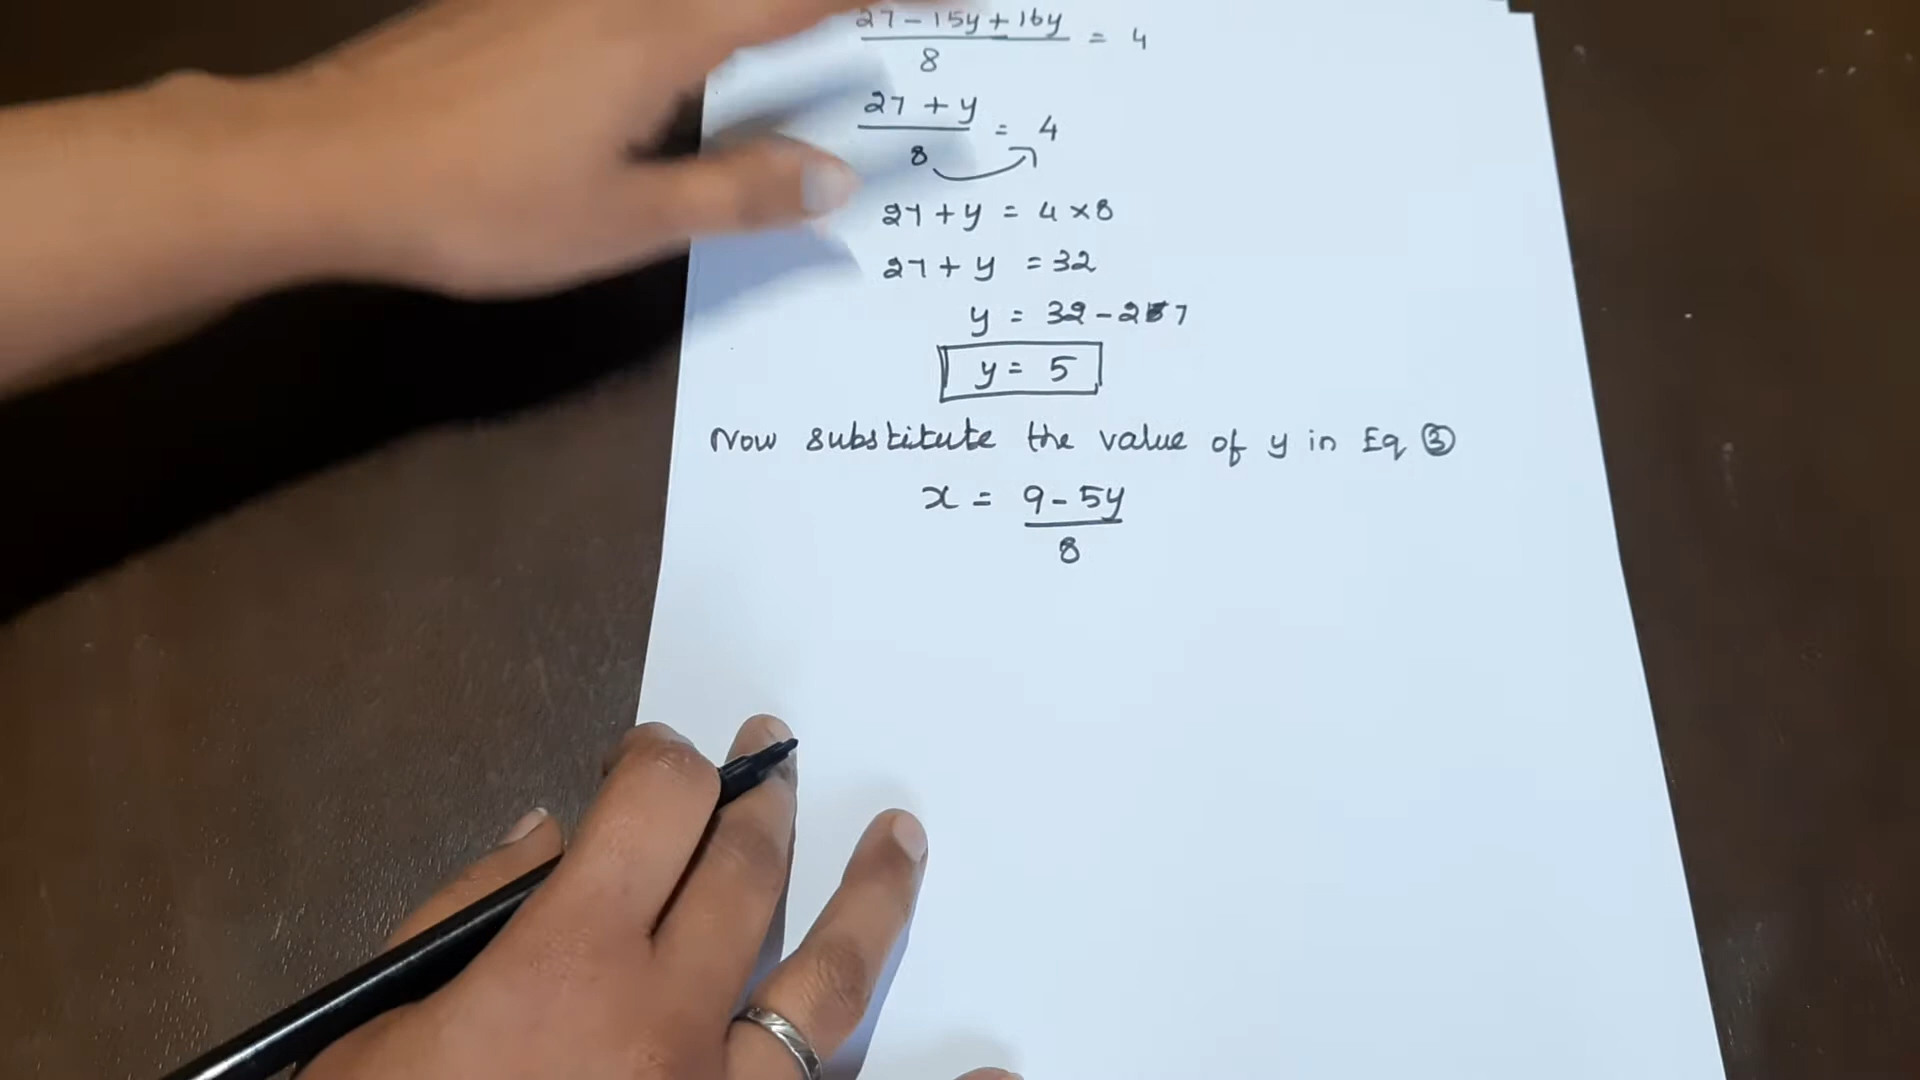 27 - 15y + 16y / 8 = 4
27 + y / 8 = 4
27 + y = 4 × 8
27 + y = 32
y = 32 - 27
y = 5
Now substitute the value of y in Eq ③
x = 9 - 5y / 8